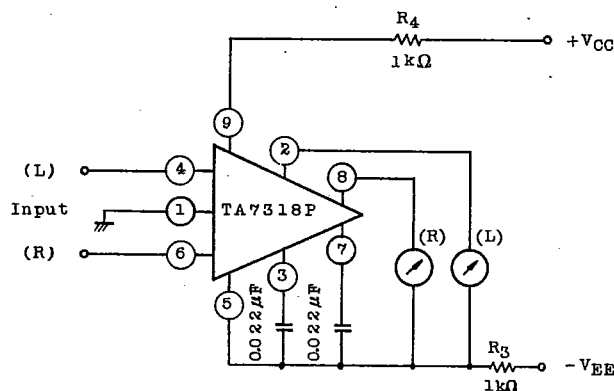 R4
1kΩ
+VCC
9
2
8
(L)
4
Input
1
TA7318P
(R)
6
7
3
5
0.022μF
0.022μF
(R)
(L)
R3
1kΩ
-VEE